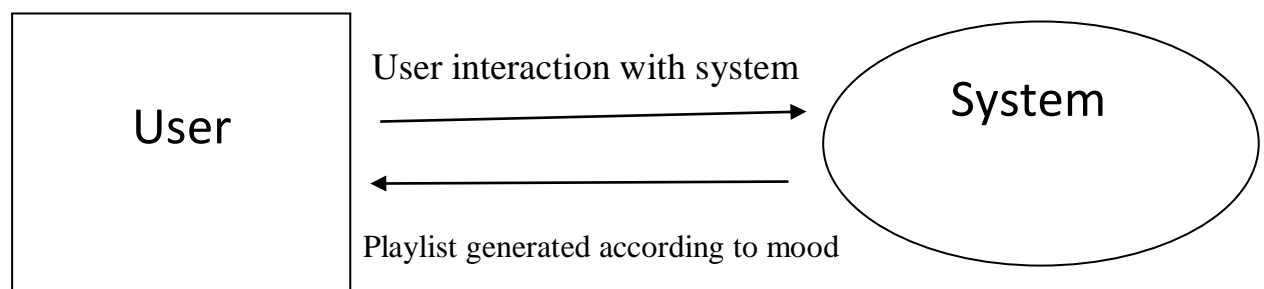 User interaction with system
System
User
Playlist generated according to mood